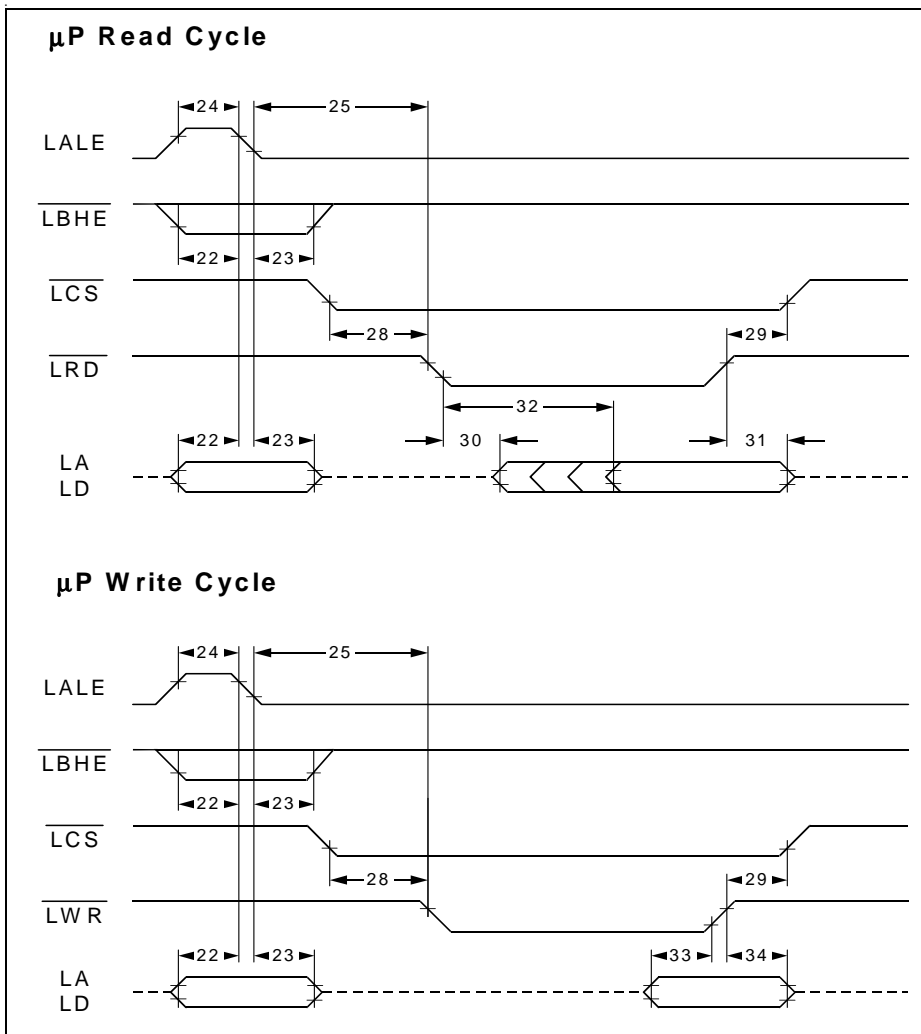 μP Read Cycle
24 25
LALE
LBHE
22 23
LCS
28 29
LRD
32
22 23 30 31
LA
LD
μP Write Cycle
24 25
LALE
LBHE
22 23
LCS
28 29
LWR
22 23 33 34
LA
LD